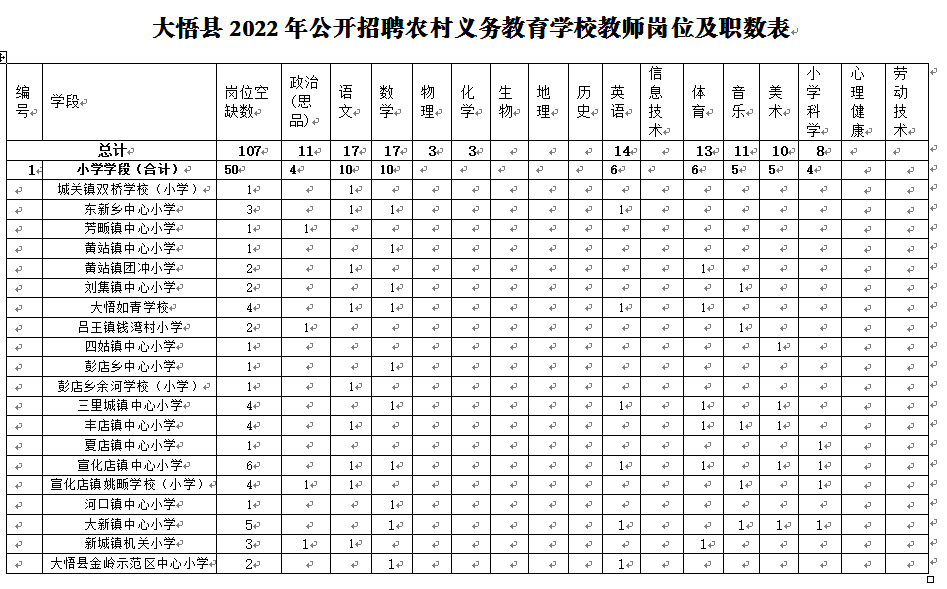 大悟县 2022 年公开招聘农村义务教育学校教师岗位及职数表
编号 学段 岗位空缺数 政治(思品) 语文 数学 物理 化学 生物 地理 历史 英语 信息技术 体育 音乐 美术 小学科学 心理健康 劳动技术
总计 107 11 17 17 3 3 14 13 11 10 8
1 小学学段（合计） 50 4 10 10 6 6 5 5 4
城关镇双桥学校（小学） 1 1
东新乡中心小学 3 1 1 1
芳畈镇中心小学 1 1
黄站镇中心小学 1 1
黄站镇团冲小学 2 1 1
刘集镇中心小学 2 1 1
大悟如青学校 4 1 1 1 1
吕王镇钱湾村小学 2 1 1
四姑镇中心小学 1 1
彭店乡中心小学 1 1
彭店乡余河学校（小学） 1 1
三里城镇中心小学 4 1 1 1 1
丰店镇中心小学 4 1 1 1 1
夏店镇中心小学 1 1
宣化店镇中心小学 6 1 1 1 1 1 1
宣化店镇姚畈学校（小学） 4 1 1 1 1
河口镇中心小学 1 1
大新镇中心小学 5 1 1 1 1 1
新城镇机关小学 3 1 1 1
大悟县金岭示范区中心小学 2 1 1